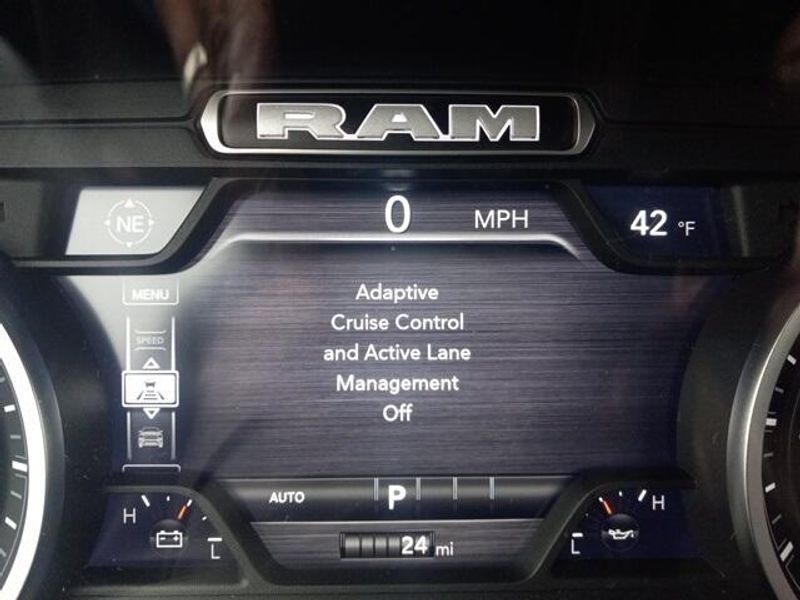 RAM
NE
0 MPH
42 °F
MENU
SPEED
Adaptive
Cruise Control
and Active Lane
Management
Off
AUTO
P
H
L
L
H
24 mi